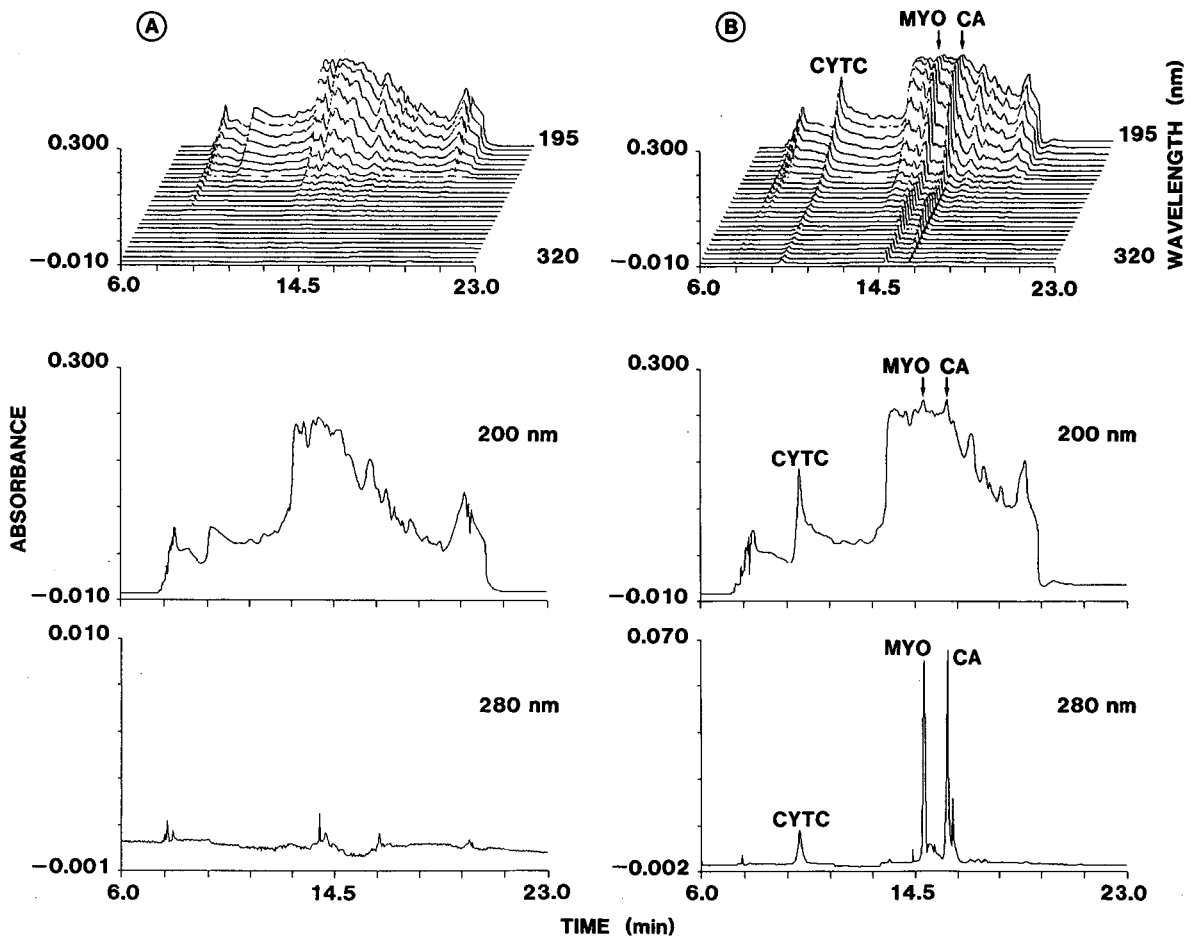 A
B
MYO CA
CYTC
0.300
195
−0.010
320
6.0 14.5 23.0
0.300
195
−0.010
320
6.0 14.5 23.0
WAVELENGTH (nm)
ABSORBANCE
0.300
200 nm
−0.010
0.300
MYO CA
CYTC
200 nm
−0.010
0.010
280 nm
−0.001
6.0 14.5 23.0
0.070
MYO
CA
CYTC
280 nm
−0.002
6.0 14.5 23.0
TIME (min)